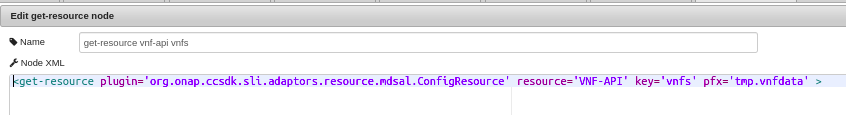 Edit get-resource node
Name
get-resource vnf-api vnfs
Node XML
<get-resource plugin='org.onap.ccsdk.sli.adaptors.resource.mdsal.ConfigResource' resource='VNF-API' key='vnfs' pfx='tmp.vnfdata' >